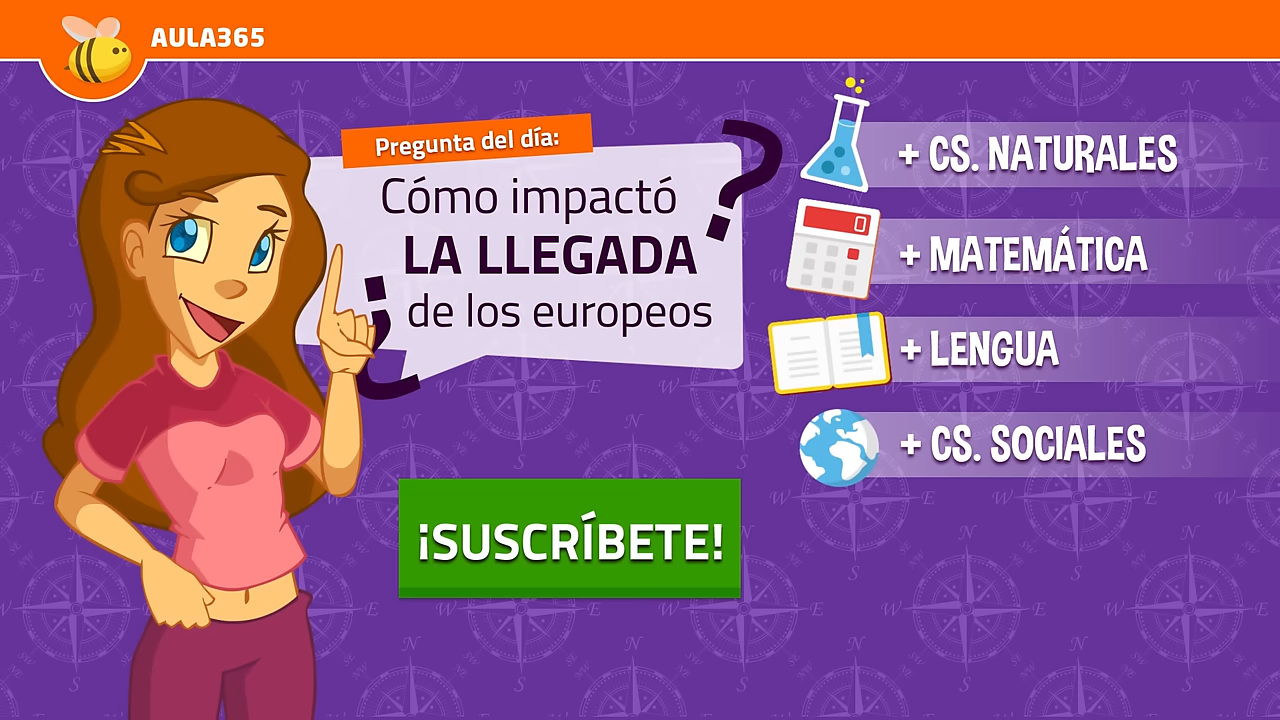 AULA365
Pregunta del día:
¿Cómo impactó
LA LLEGADA
de los europeos?
¡SUSCRÍBETE!
+ CS. NATURALES
+ MATEMÁTICA
+ LENGUA
+ CS. SOCIALES